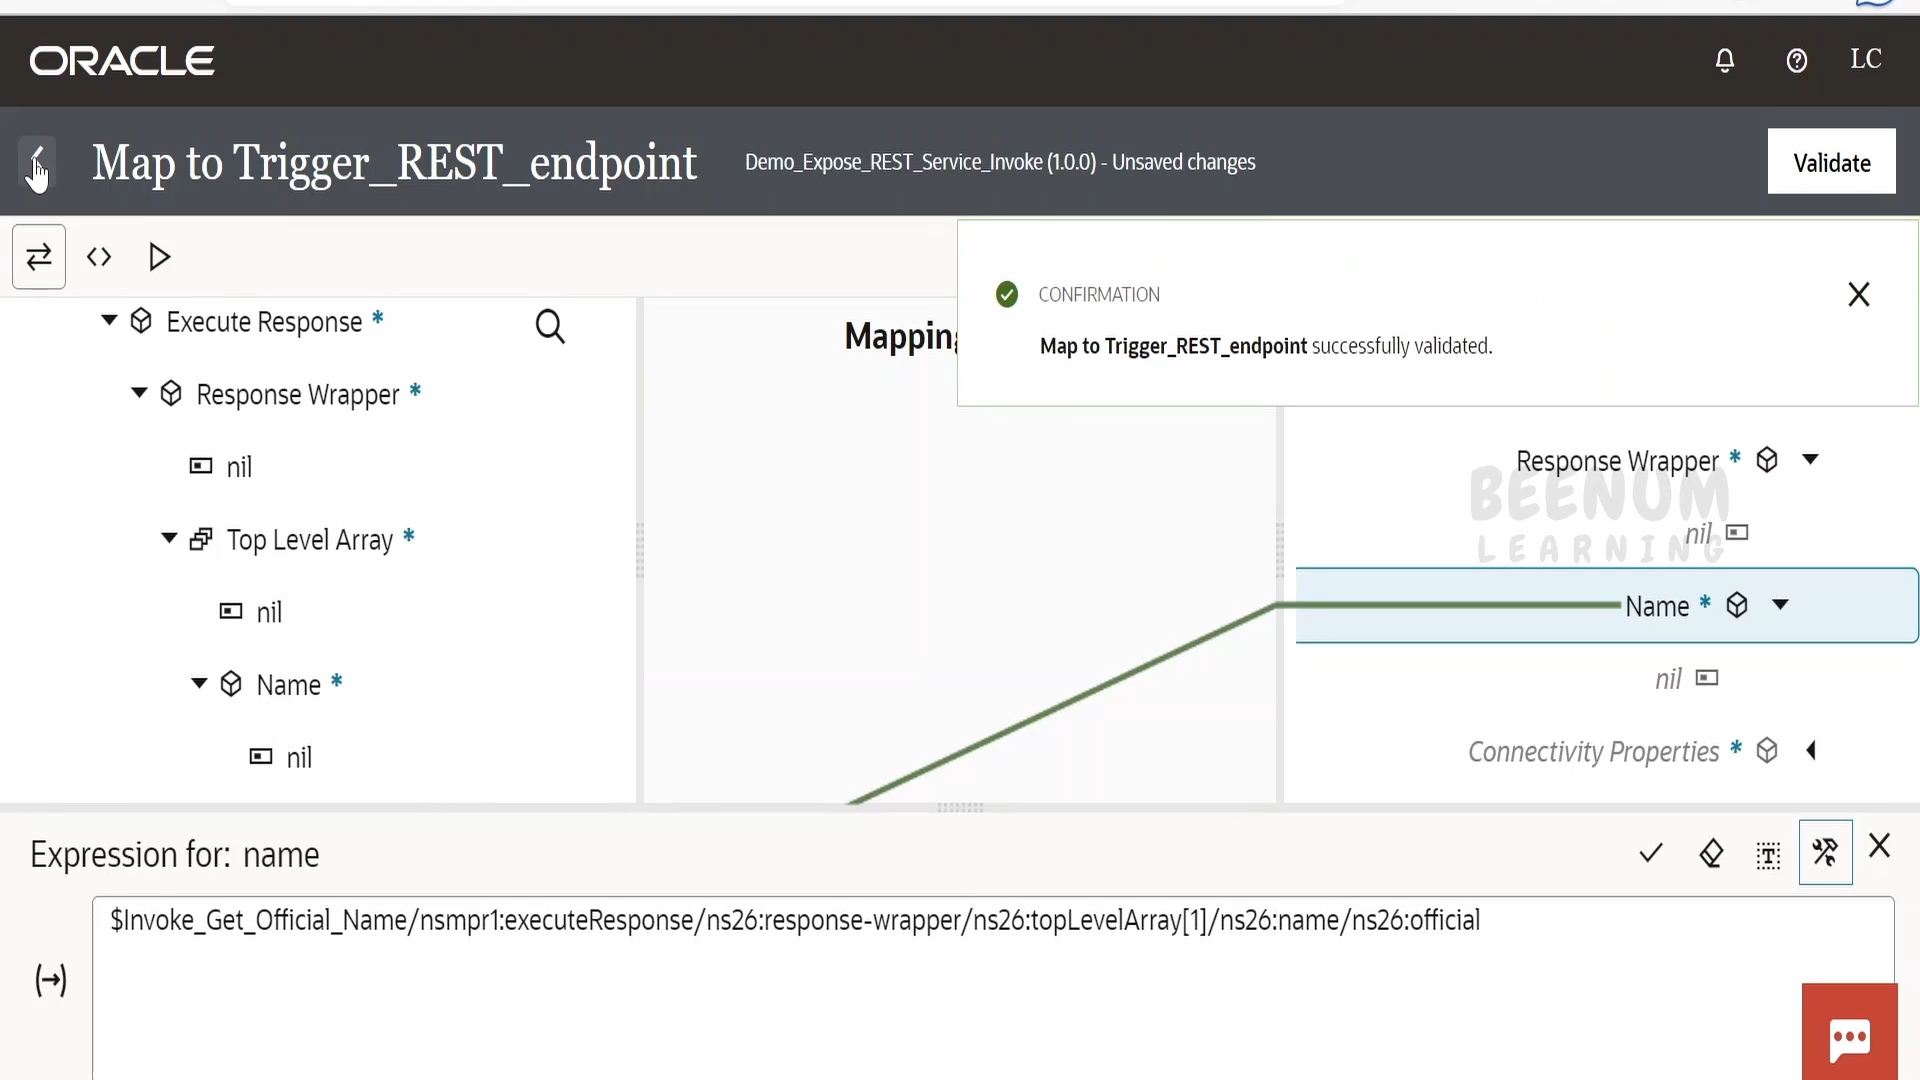 ORACLE
LC
Map to Trigger_REST_endpoint
Demo_Expose_REST_Service_Invoke (1.0.0) - Unsaved changes
Validate
CONFIRMATION
Map to Trigger_REST_endpoint successfully validated.
Execute Response *
Mapping
Response Wrapper *
nil
Top Level Array *
nil
Name *
nil
Response Wrapper *
BEENUM
nil
LEARNING
Name *
nil
Connectivity Properties *
Expression for: name
$Invoke_Get_Official_Name/nsmpr1:executeResponse/ns26:response-wrapper/ns26:topLevelArray[1]/ns26:name/ns26:official